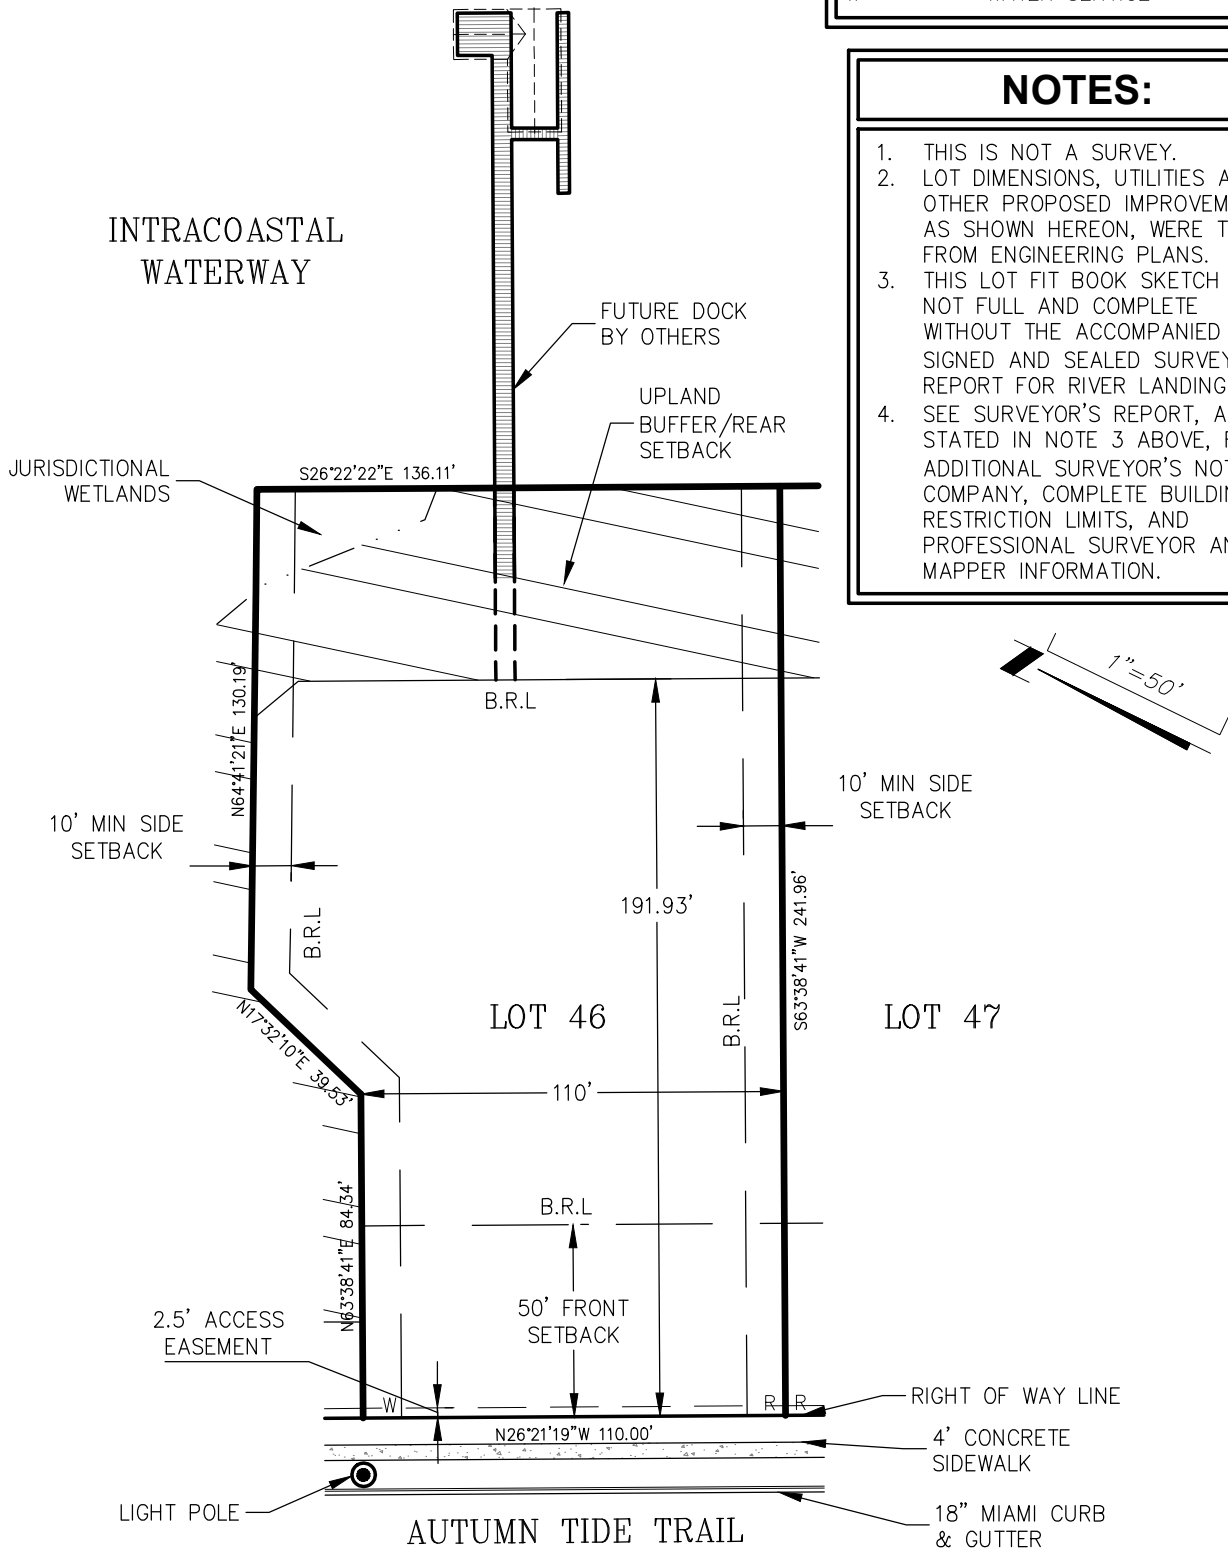 NOTES:
1. THIS IS NOT A SURVEY.
2. LOT DIMENSIONS, UTILITIES
OTHER PROPOSED
AS SHOWN HEREON, WERE
FROM ENGINEERING PLANS.
3. THIS LOT FIT BOOK SKETCH
NOT FULL AND COMPLETE
WITHOUT THE ACCOMPANIED
SIGNED AND SEALED
REPORT FOR RIVER LANDING
4. SEE SURVEYOR'S REPORT,
STATED IN NOTE 3 ABOVE,
ADDITIONAL SURVEYOR'S
COMPANY, COMPLETE
RESTRICTION LIMITS, AND
PROFESSIONAL SURVEYOR
MAPPER INFORMATION.
INTRACOASTAL
WATERWAY
FUTURE DOCK
BY OTHERS
UPLAND
BUFFER/REAR
SETBACK
JURISDICTIONAL
WETLANDS
S26°22'22"E 136.11'
1"=50'
B.R.L
N64°41'21"E 130.19'
10' MIN SIDE
SETBACK
10' MIN SIDE
SETBACK
191.93'
S63°38'41"W 241.96'
B.R.L
B.R.L
LOT 46
LOT 47
N17°32'10"E 39.53'
110'
B.R.L
N63°38'41"E 84.34'
50' FRONT
SETBACK
2.5' ACCESS
EASEMENT
W
R R
RIGHT OF WAY LINE
N26°21'19"W 110.00'
4' CONCRETE
SIDEWALK
LIGHT POLE
18" MIAMI CURB
& GUTTER
AUTUMN TIDE TRAIL